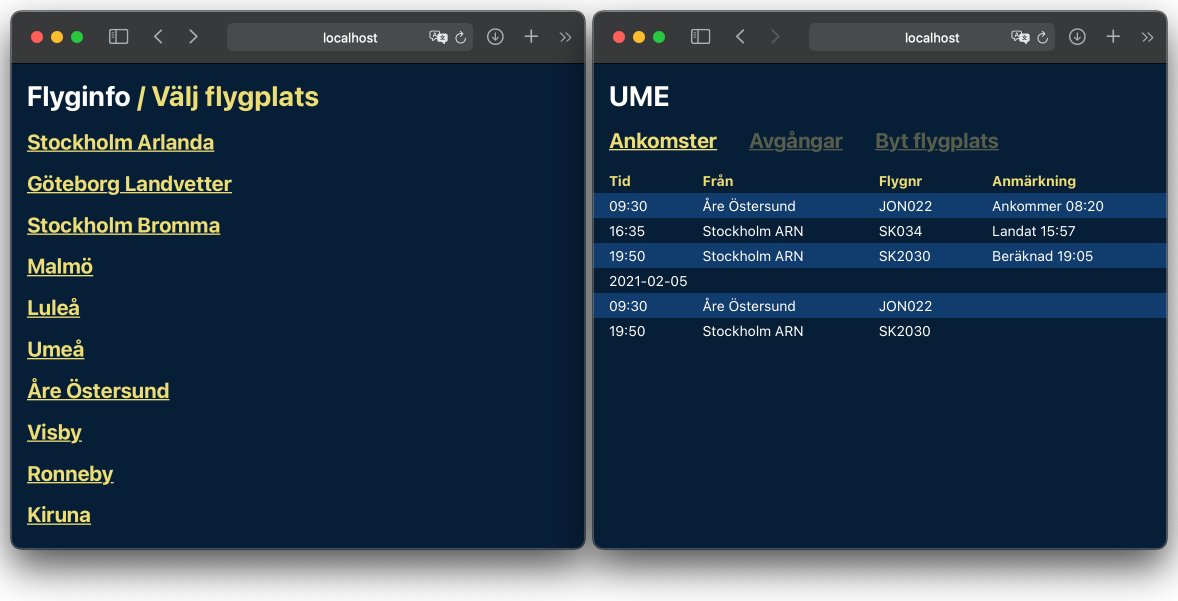 localhost
Flyginfo / Välj flygplats
Stockholm Arlanda
Göteborg Landvetter
Stockholm Bromma
Malmö
Luleå
Umeå
Åre Östersund
Visby
Ronneby
Kiruna
localhost
UME
Ankomster Avgångar Byt flygplats
Tid Från Flygnr Anmärkning
09:30 Åre Östersund JON022 Ankommer 08:20
16:35 Stockholm ARN SK034 Landat 15:57
19:50 Stockholm ARN SK2030 Beräknad 19:05
2021-02-05
09:30 Åre Östersund JON022
19:50 Stockholm ARN SK2030